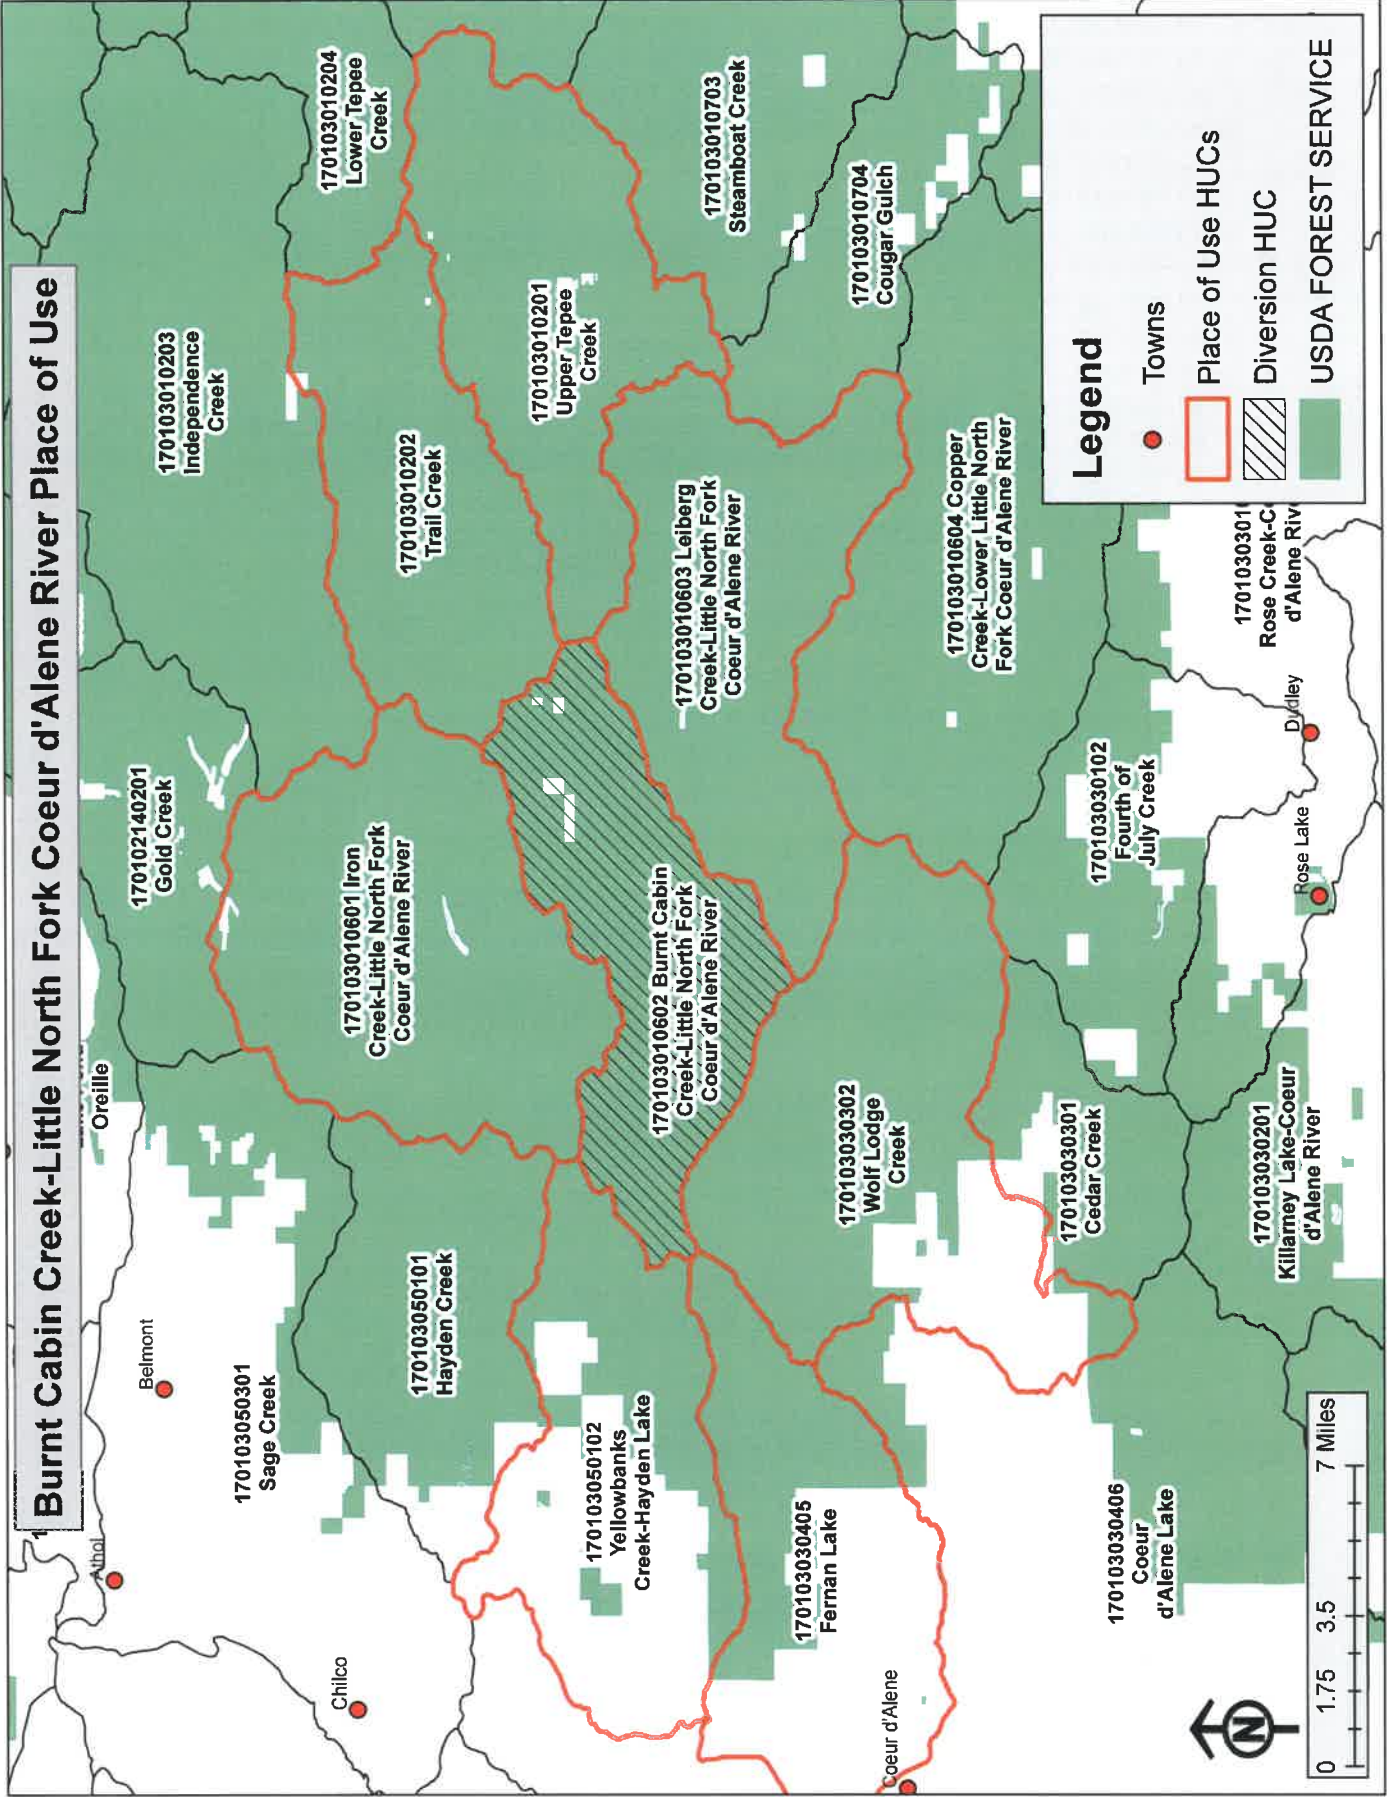 Burnt Cabin Creek-Little North Fork Coeur d'Alene River Place of Use
Athol
Belmont
Chilco
Coeur d'Alene
Oreille
170103050301
Sage Creek
170102140201
Gold Creek
170103010203
Independence
Creek
170103010204
Lower Tepee
Creek
170103050101
Hayden Creek
170103010601 Iron
Creek-Little North Fork
Coeur d'Alene River
170103010202
Trail Creek
170103010201
Upper Tepee
Creek
170103050102
Yellowbanks
Creek-Hayden Lake
170103010602 Burnt Cabin
Creek-Little North Fork
Coeur d'Alene River
170103010603 Leiberg
Creek-Little North Fork
Coeur d'Alene River
170103010703
Steamboat Creek
170103030405
Fernan Lake
170103030302
Wolf Lodge
Creek
170103010704
Cougar Gulch
170103010604 Copper
Creek-Lower Little North
Fork Coeur d'Alene River
170103030406
Coeur
d'Alene Lake
170103030301
Cedar Creek
170103030102
Fourth of
July Creek
170103030201
Killarney Lake-Coeur
d'Alene River
Rose Lake
Dudley
17010303010
Rose Creek-C
d'Alene Rive
Legend
Towns
Place of Use HUCs
Diversion HUC
USDA FOREST SERVICE
N
0 1.75 3.5 7 Miles